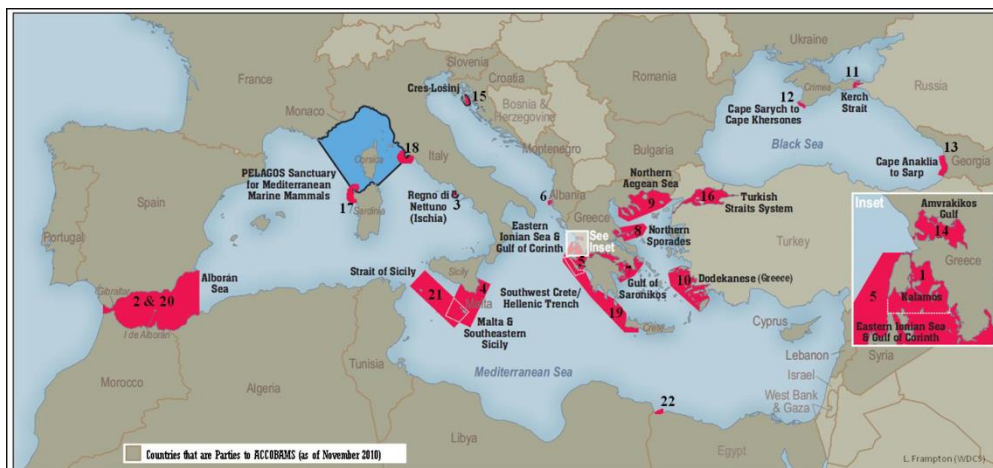 Ukraine
France
Slovenia
Croatia
Romania
Russia
Crimea
11
12
Kerch
Strait
Cape Sarych to
Cape Khersones
Cres-Lošinj
15
Bosnia &
Herzegovina
Monaco
Montenegro
Bulgaria
Black Sea
13
Cape Anaklia
to Sarp
Georgia
18
Italy
Corsica
PELAGOS Sanctuary
for Mediterranean
Marine Mammals
17
Sardinia
Regno di
Nettuno
(Ischia)
3
6
Albania
Northern
Aegean Sea
9
16
Turkish
Straits System
Greece
8
Northern
Sporades
See
Inset
Eastern
Ionian Sea &
Gulf of Corinth
5
7
Gulf of
Saronikos
Turkey
10
Dodekanese (Greece)
Spain
Portugal
Gibraltar
Alborán
Sea
2 & 20
I de Alborán
Strait of Sicily
Sicily
21
4
Malta
Malta &
Southeastern
Sicily
Southwest Crete/
Hellenic Trench
19
Crete
Cyprus
Lebanon
Syria
Israel
West Bank
& Gaza
Inset
Amvrakikos
Gulf
14
Greece
1
Kalamos
5
Eastern Ionian Sea
& Gulf of Corinth
Mediterranean Sea
Morocco
Algeria
Tunisia
22
Libya
Egypt
Countries that are Parties to ACCOBAMS (as of November 2010)
L. Frampton (WDCS)